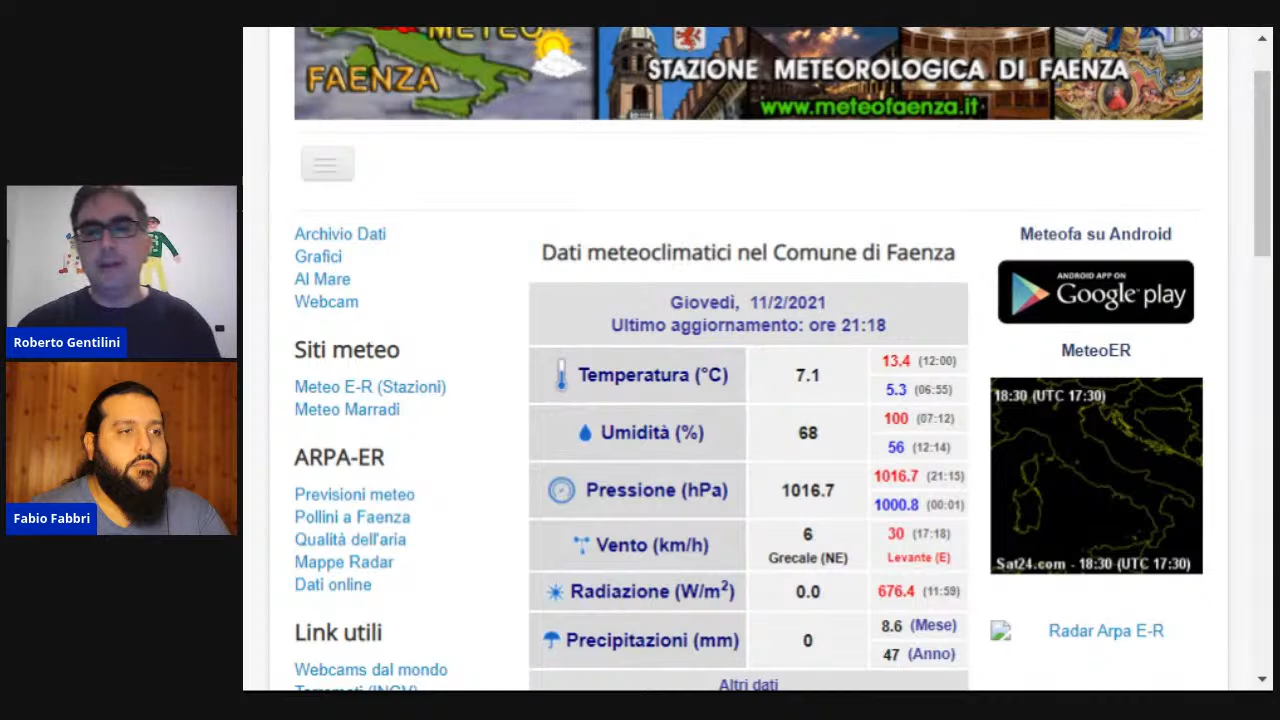 METEO
FAENZA
STAZIONE METEOROLOGICA DI FAENZA
www.meteofaenza.it
Roberto Gentilini
Fabio Fabbri
Archivio Dati
Grafici
Al Mare
Webcam
Siti meteo
Meteo E-R (Stazioni)
Meteo Marradi
ARPA-ER
Previsioni meteo
Pollini a Faenza
Qualità dell'aria
Mappe Radar
Dati online
Link utili
Webcams dal mondo
Terremoti (INGV)
Dati meteoclimatici nel Comune di Faenza
Giovedì, 11/2/2021
Ultimo aggiornamento: ore 21:18
Temperatura (°C) 7.1 13.4 (12:00)
5.3 (06:55)
Umidità (%) 68 100 (07:12)
56 (12:14)
Pressione (hPa) 1016.7 1016.7 (21:15)
1000.8 (00:01)
Vento (km/h) 6 30 (17:18)
Grecale (NE) Levante (E)
Radiazione (W/m²) 0.0 676.4 (11:59)
Precipitazioni (mm) 0 8.6 (Mese)
47 (Anno)
Altri dati
Meteofa su Android
ANDROID APP ON
Google play
MeteoER
18:30 (UTC 17:30)
Sat24.com - 18:30 (UTC 17:30)
Radar Arpa E-R